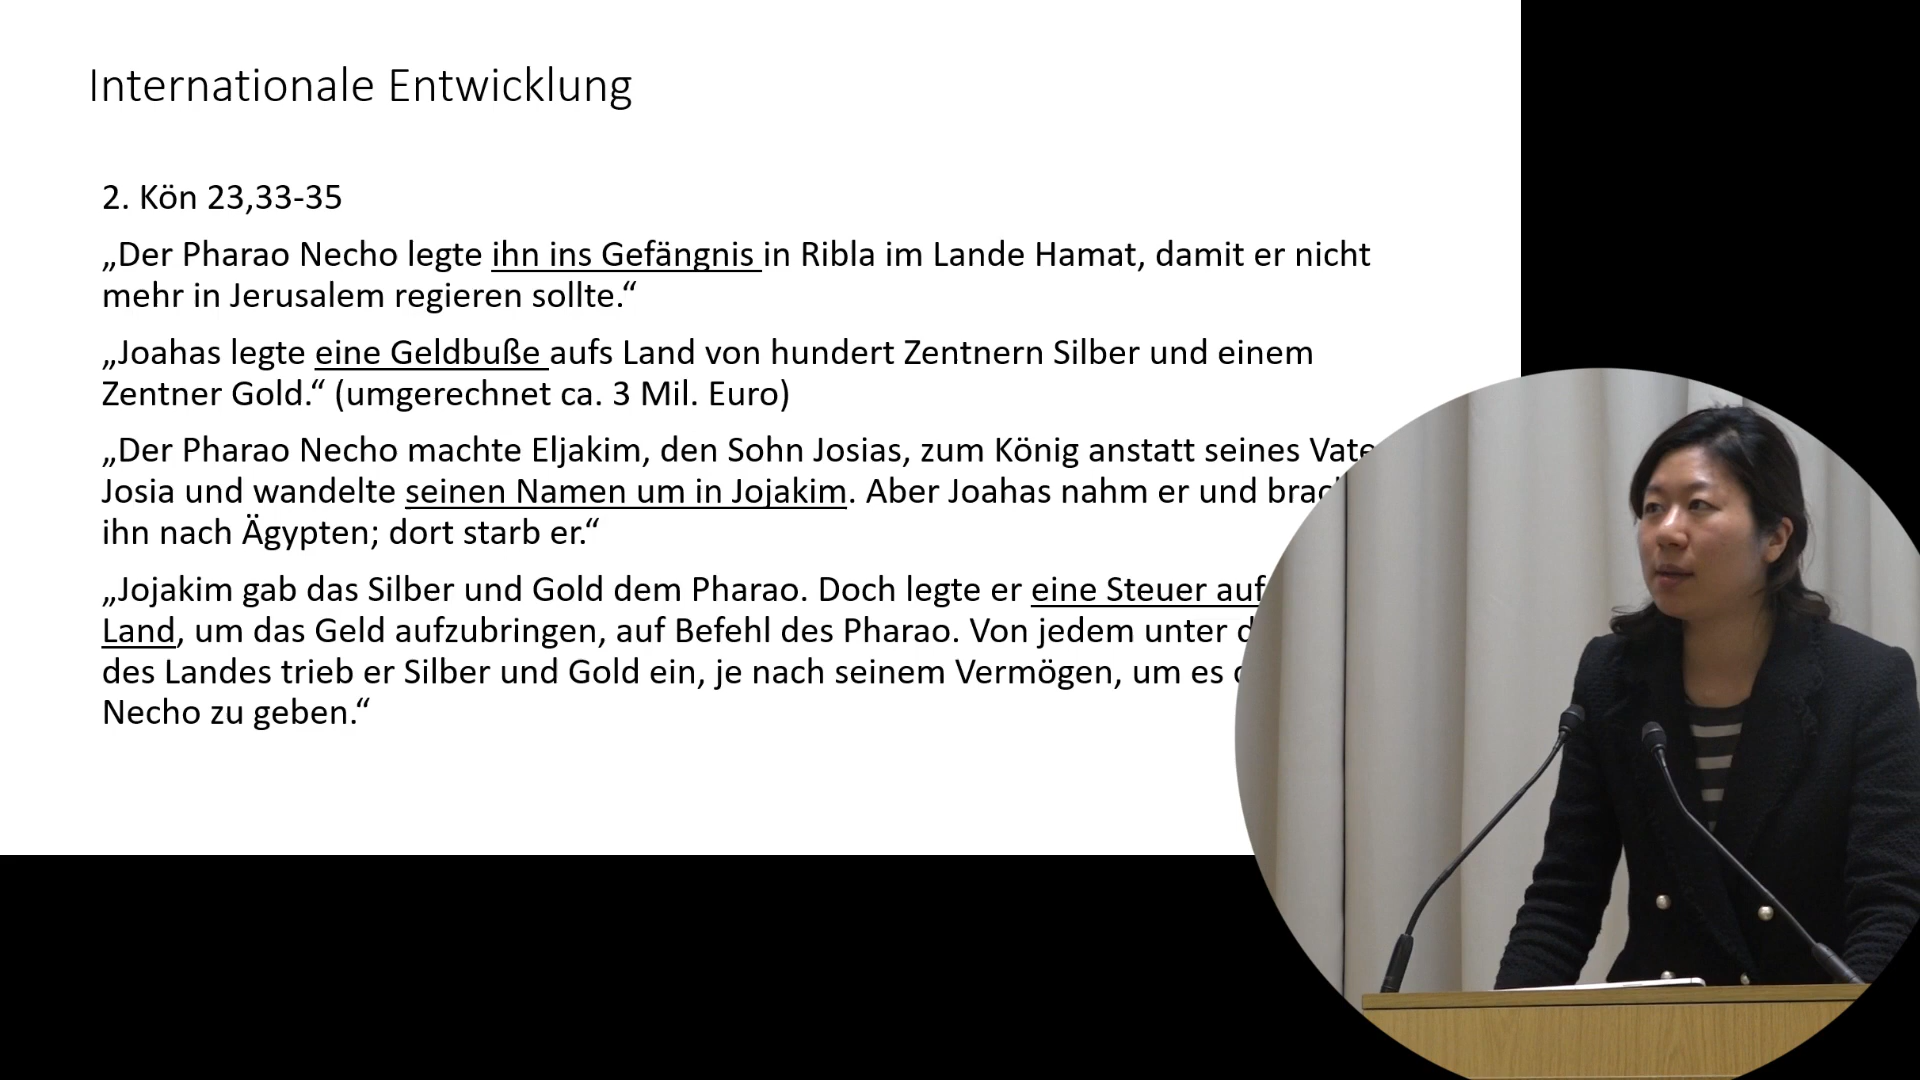 Internationale Entwicklung
2. Kön 23,33-35
„Der Pharao Necho legte ihn ins Gefängnis in Ribla im Lande Hamat, damit er nicht
mehr in Jerusalem regieren sollte.“
„Joahas legte eine Geldbuße aufs Land von hundert Zentnern Silber und einem
Zentner Gold.“ (umgerechnet ca. 3 Mil. Euro)
„Der Pharao Necho machte Eljakim, den Sohn Josias, zum König anstatt seines
Josia und wandelte seinen Namen um in Jojakim. Aber Joahas nahm er und
ihn nach Ägypten; dort starb er.“
„Jojakim gab das Silber und Gold dem Pharao. Doch legte er eine Steuer auf
Land, um das Geld aufzubringen, auf Befehl des Pharao. Von jedem unter
des Landes trieb er Silber und Gold ein, je nach seinem Vermögen, um es
Necho zu geben.“